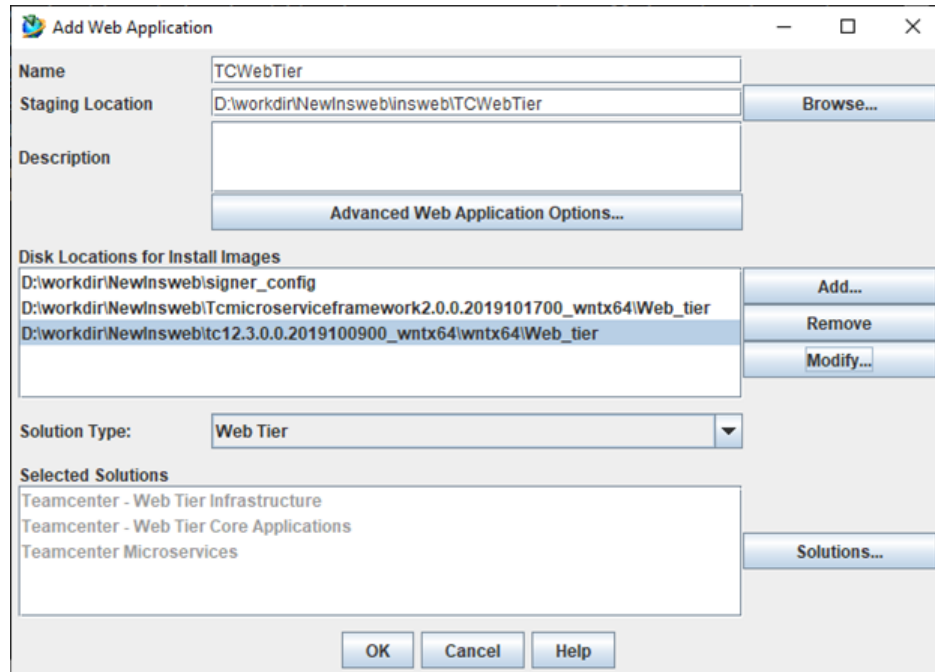 Add Web Application
Name
TCWebTier
Staging Location
D:\workdir\NewInsweb\insweb\TCWebTier
Browse...
Description
Advanced Web Application Options...
Disk Locations for Install Images
D:\workdir\NewInsweb\signer_config
Add...
D:\workdir\NewInsweb\Tcmicroserviceframework2.0.0.2019101700_wntx64\Web_tier
Remove
D:\workdir\NewInsweb\tc12.3.0.0.2019100900_wntx64\wntx64\Web_tier
Modify...
Solution Type:
Web Tier
Selected Solutions
Teamcenter - Web Tier Infrastructure
Teamcenter - Web Tier Core Applications
Teamcenter Microservices
Solutions...
OK
Cancel
Help